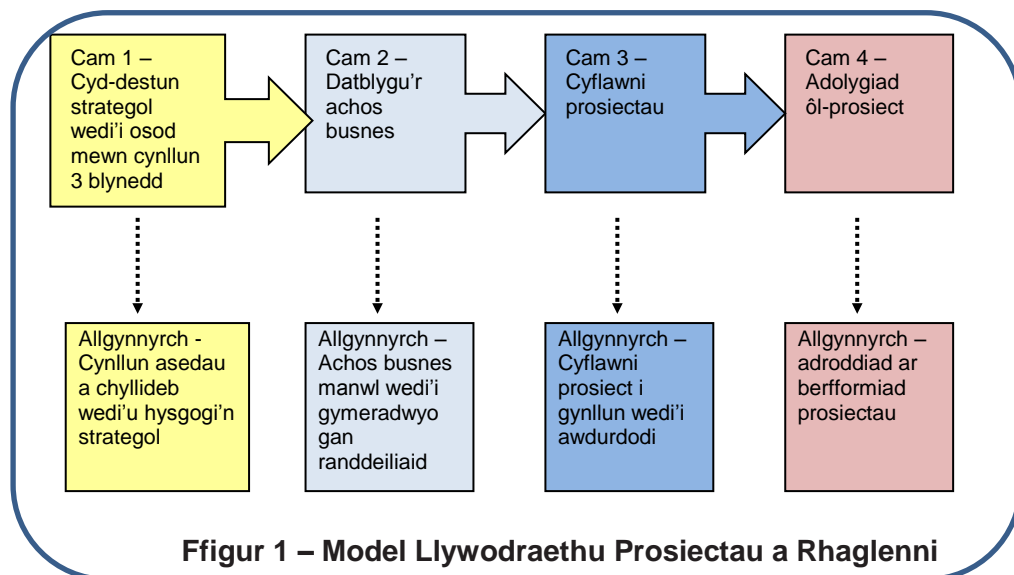 Cam 1 –
Cyd-destun
strategol
wedi'i osod
mewn cynllun
3 blynedd
Cam 2 –
Datblygu'r
achos
busnes
Cam 3 –
Cyflawni
prosiectau
Cam 4 –
Adolygiad
ôl-prosiect
Allgynnyrch -
Cynllun asedau
a chyllideb
wedi'u hysgogi'n
strategol
Allgynnyrch –
Achos busnes
manwl wedi'i
gymeradwyo
gan
randdeiliaid
Allgynnyrch –
Cyflawni
prosiect i
gynllun wedi'i
awdurdodi
Allgynnyrch –
adroddiad ar
berfformiad
prosiectau
Ffigur 1 – Model Llywodraethu Prosiectau a Rhaglenni